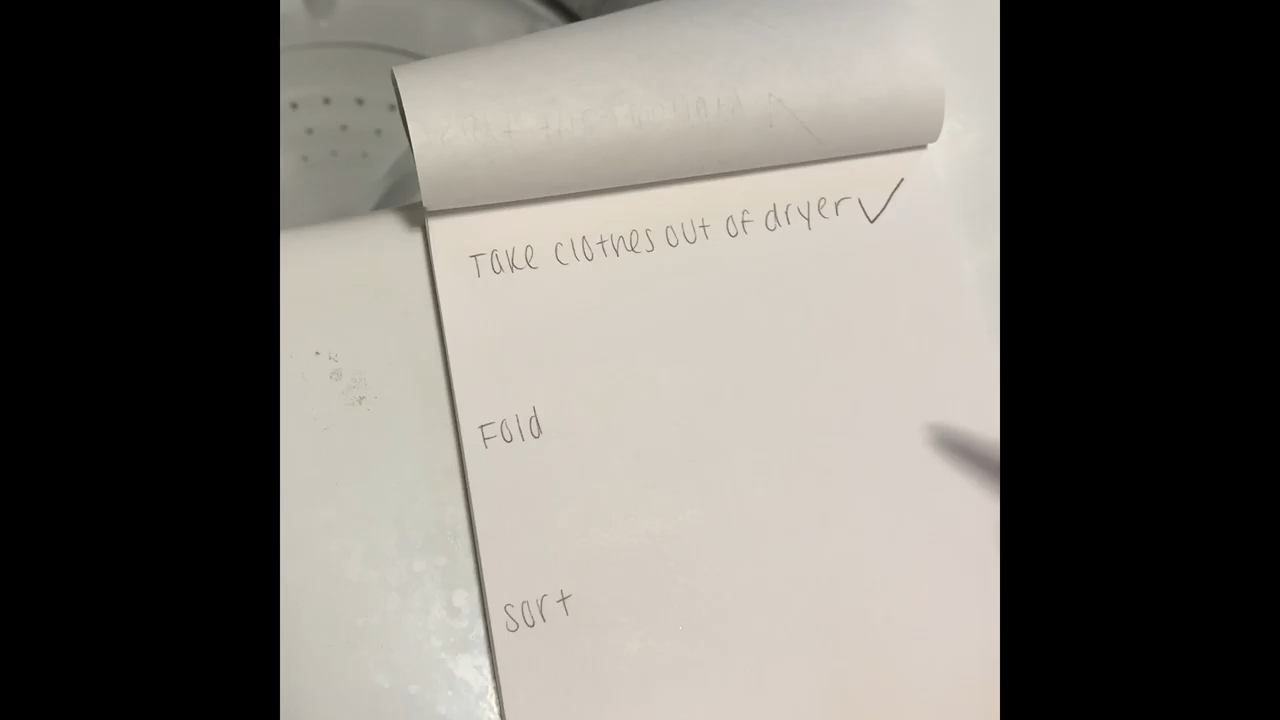 Take clothes out of dryer ✓
Fold
Sort